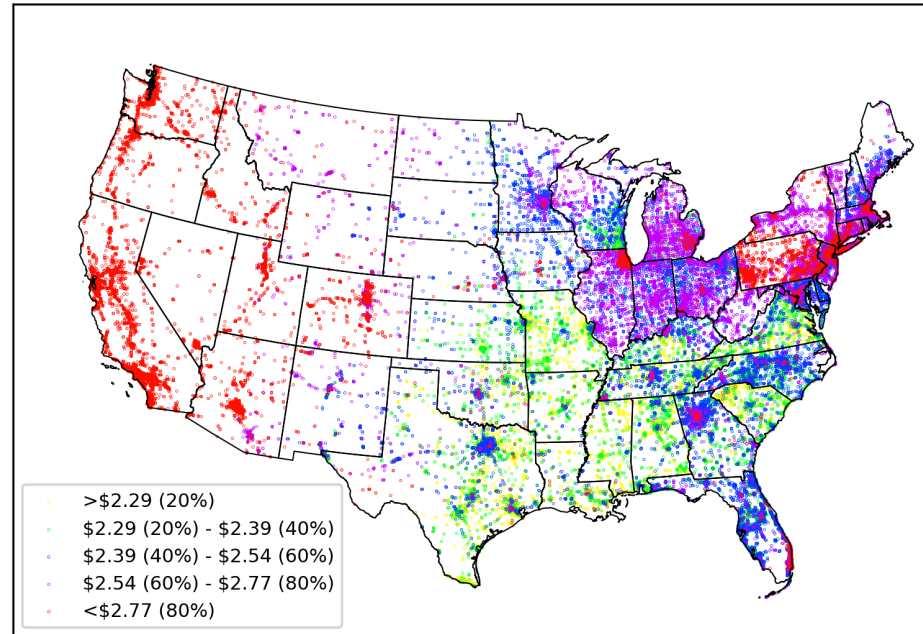 >$2.29 (20%)
$2.29 (20%) - $2.39 (40%)
$2.39 (40%) - $2.54 (60%)
$2.54 (60%) - $2.77 (80%)
<$2.77 (80%)